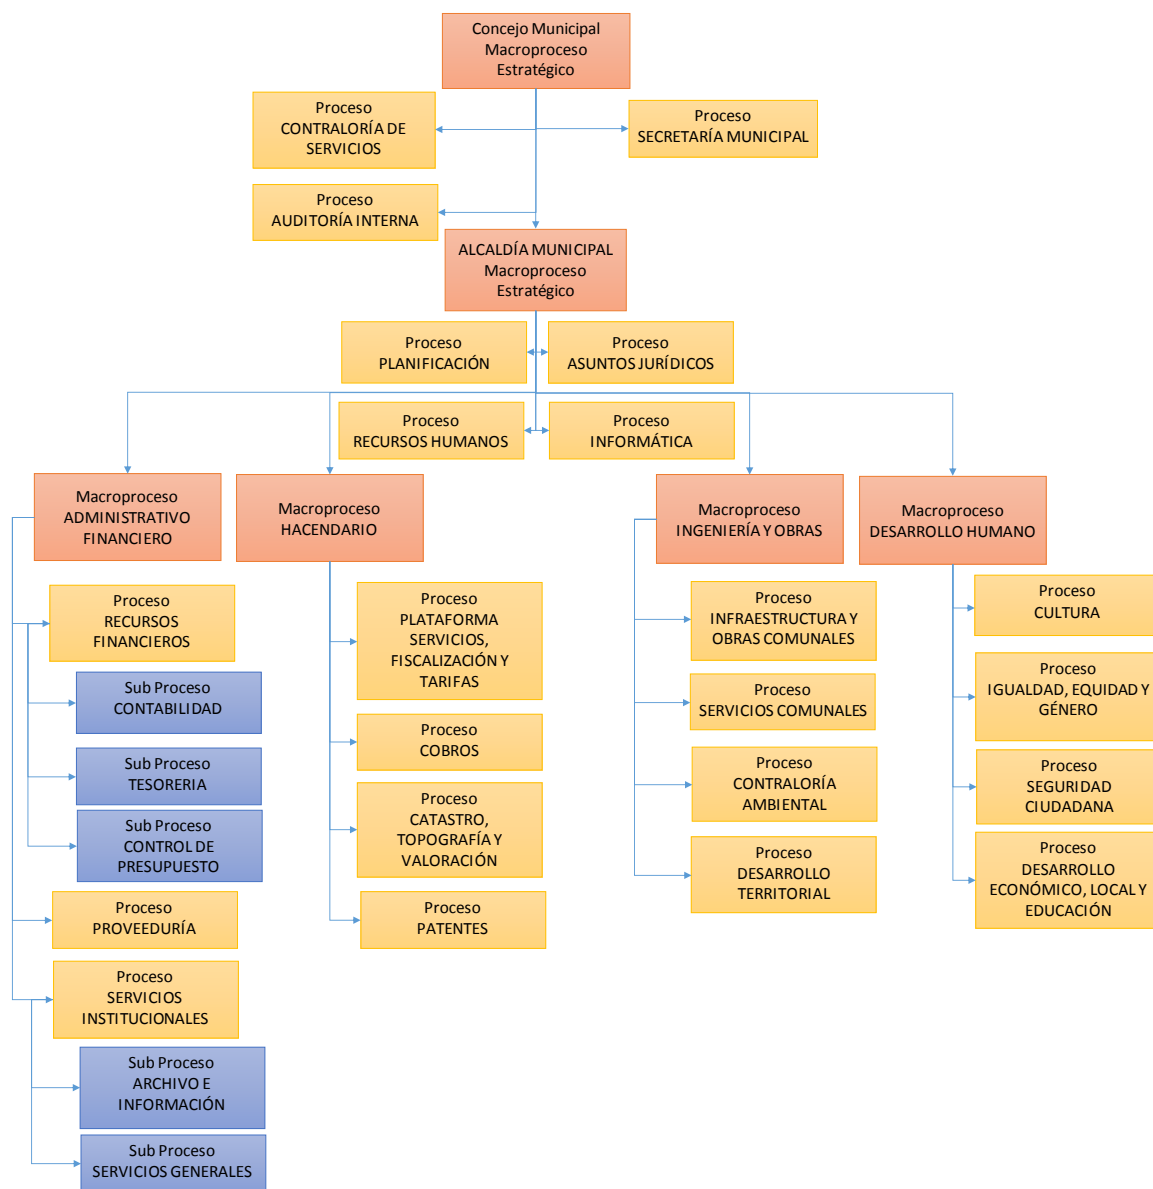 Concejo Municipal
Macroproceso
Estratégico
Proceso
CONTRALORÍA DE
SERVICIOS
Proceso
SECRETARÍA MUNICIPAL
Proceso
AUDITORÍA INTERNA
ALCALDÍA MUNICIPAL
Macroproceso
Estratégico
Proceso
PLANIFICACIÓN
Proceso
ASUNTOS JURÍDICOS
Proceso
RECURSOS HUMANOS
Proceso
INFORMÁTICA
Macroproceso
ADMINISTRATIVO
FINANCIERO
Macroproceso
HACENDARIO
Macroproceso
INGENIERÍA Y OBRAS
Macroproceso
DESARROLLO HUMANO
Proceso
RECURSOS
FINANCIEROS
Sub Proceso
CONTABILIDAD
Sub Proceso
TESORERIA
Sub Proceso
CONTROL DE
PRESUPUESTO
Proceso
PROVEEDURÍA
Proceso
SERVICIOS
INSTITUCIONALES
Sub Proceso
ARCHIVO E
INFORMACIÓN
Sub Proceso
SERVICIOS GENERALES
Proceso
PLATAFORMA
SERVICIOS,
FISCALIZACIÓN Y
TARIFAS
Proceso
COBROS
Proceso
CATASTRO,
TOPOGRAFÍA Y
VALORACIÓN
Proceso
PATENTES
Proceso
INFRAESTRUCTURA Y
OBRAS COMUNALES
Proceso
SERVICIOS COMUNALES
Proceso
CONTRALORÍA
AMBIENTAL
Proceso
DESARROLLO
TERRITORIAL
Proceso
CULTURA
Proceso
IGUALDAD, EQUIDAD Y
GÉNERO
Proceso
SEGURIDAD
CIUDADANA
Proceso
DESARROLLO
ECONÓMICO, LOCAL Y
EDUCACIÓN